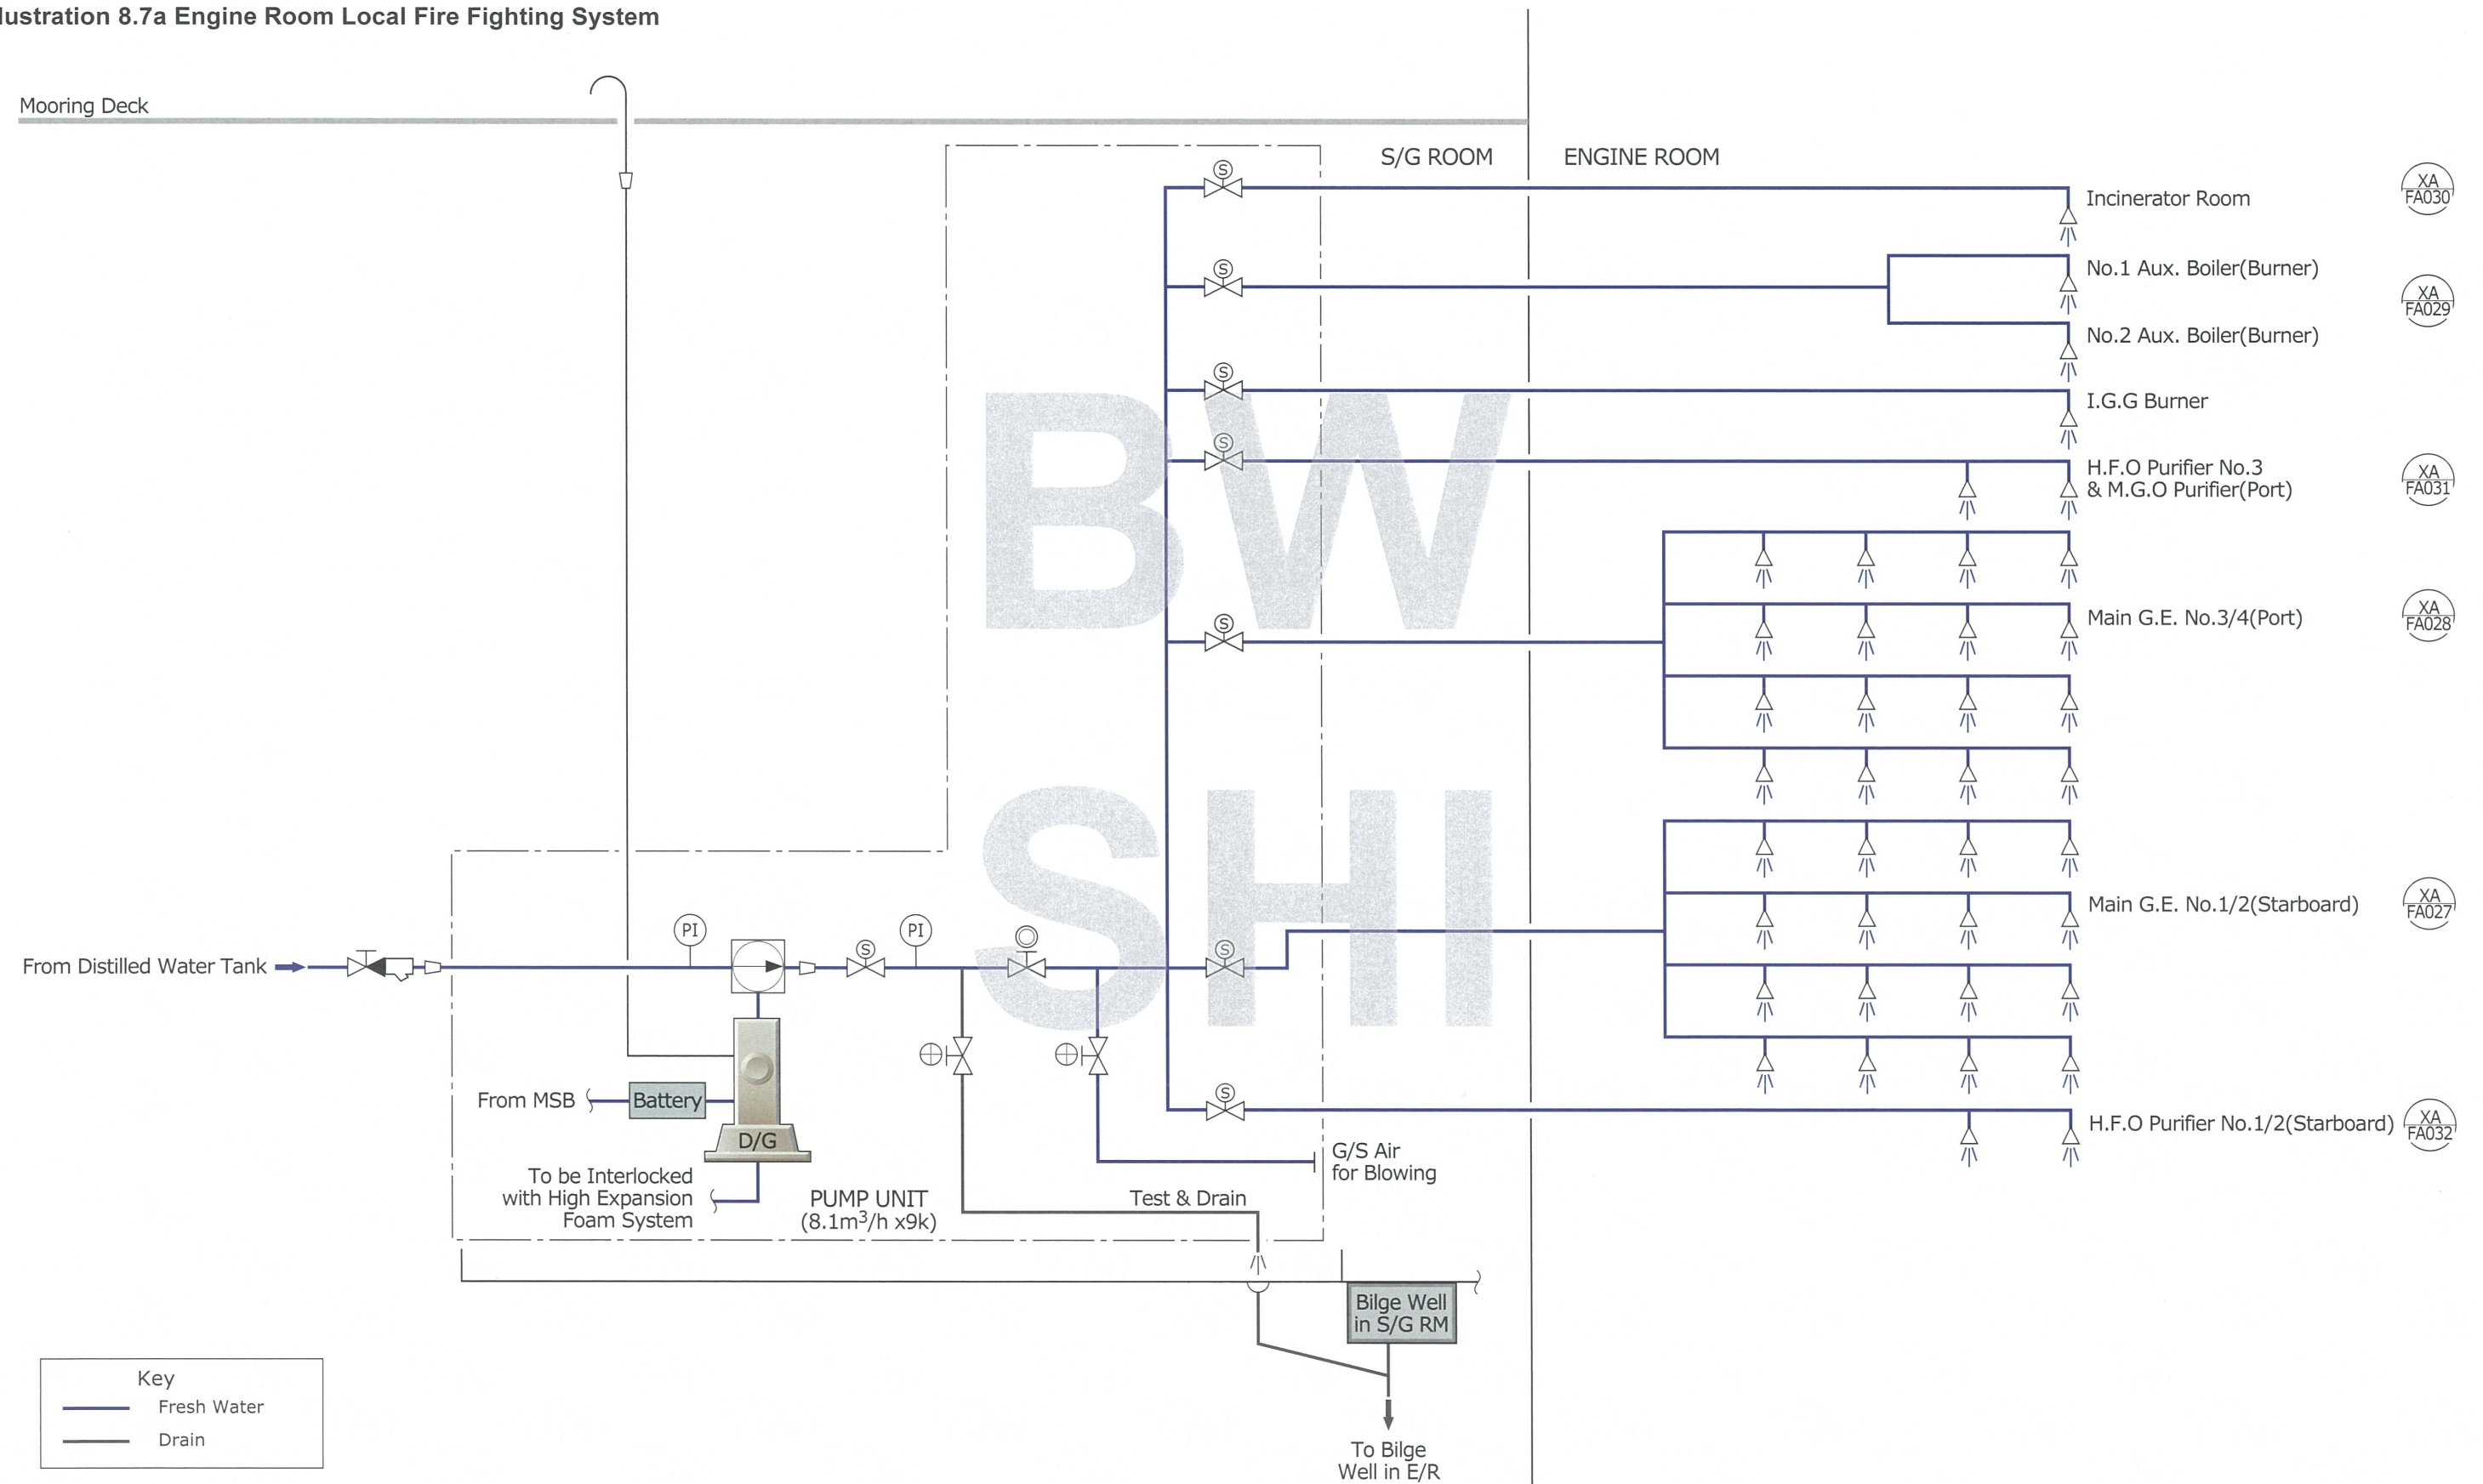 lustration 8.7a Engine Room Local Fire Fighting System
Mooring Deck
S/G ROOM
ENGINE ROOM
S
Incinerator Room
XA
FA030
S
No.1 Aux. Boiler(Burner)
XA
FA029
No.2 Aux. Boiler(Burner)
S
I.G.G Burner
S
H.F.O Purifier No.3
& M.G.O Purifier(Port)
XA
FA031
BW
S
Main G.E. No.3/4(Port)
XA
FA028
SHI
Main G.E. No.1/2(Starboard)
XA
FA027
From Distilled Water Tank
PI
S
PI
S
From MSB
Battery
D/G
To be Interlocked
with High Expansion
Foam System
PUMP UNIT
(8.1m³/h x9k)
S
H.F.O Purifier No.1/2(Starboard)
XA
FA032
G/S Air
for Blowing
Test & Drain
Bilge Well
in S/G RM
To Bilge
Well in E/R
Key
Fresh Water
Drain